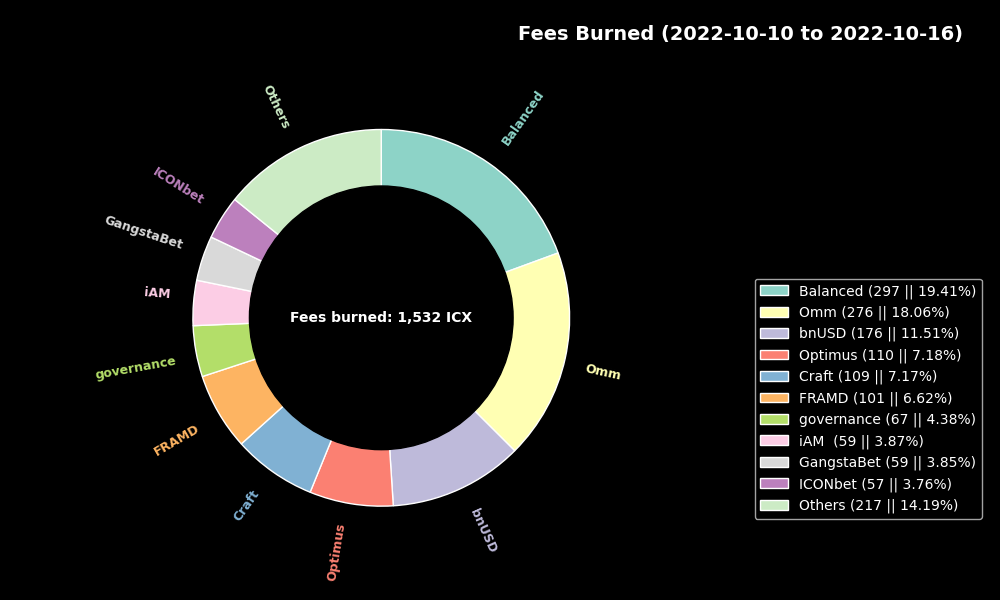 Fees Burned (2022-10-10 to 2022-10-16)
Others
Balanced
ICONbet
GangstaBet
iAM
Fees burned: 1,532 ICX
governance
Omm
FRAMD
Craft
bnUSD
Optimus
Balanced (297 || 19.41%)
Omm (276 || 18.06%)
bnUSD (176 || 11.51%)
Optimus (110 || 7.18%)
Craft (109 || 7.17%)
FRAMD (101 || 6.62%)
governance (67 || 4.38%)
iAM  (59 || 3.87%)
GangstaBet (59 || 3.85%)
ICONbet (57 || 3.76%)
Others (217 || 14.19%)